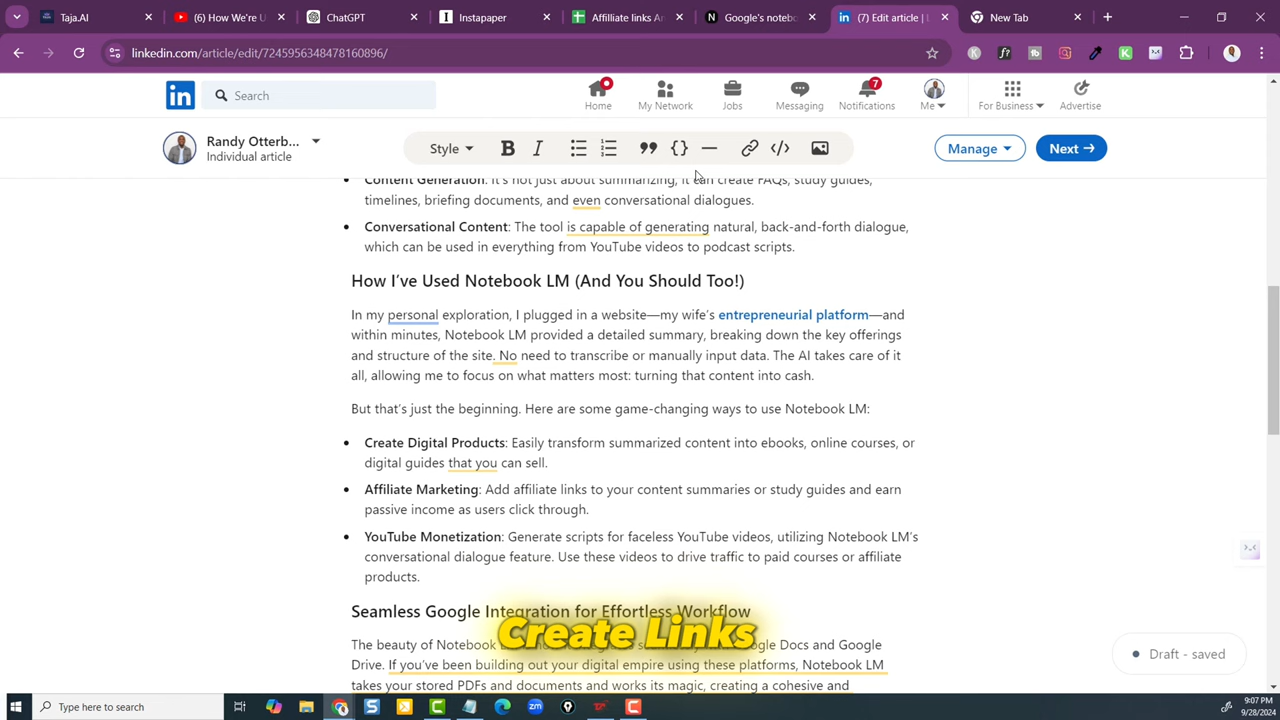 Taja.AI
(6) How We're U
ChatGPT
Instapaper
Affilliate links An
Google's notebo
(7) Edit article | L
New Tab
linkedin.com/article/edit/7245956348478160896/
Search
Home
My Network
Jobs
Messaging
7
Notifications
Me
For Business
Advertise
Randy Otterb...
Individual article
Style
B
I
Manage
Next
Content Generation: It's not just about summarizing, it can create FAQs, study guides,
timelines, briefing documents, and even conversational dialogues.
Conversational Content: The tool is capable of generating natural, back-and-forth dialogue,
which can be used in everything from YouTube videos to podcast scripts.
How I've Used Notebook LM (And You Should Too!)
In my personal exploration, I plugged in a website—my wife's entrepreneurial platform—and
within minutes, Notebook LM provided a detailed summary, breaking down the key offerings
and structure of the site. No need to transcribe or manually input data. The AI takes care of it
all, allowing me to focus on what matters most: turning that content into cash.
But that's just the beginning. Here are some game-changing ways to use Notebook LM:
Create Digital Products: Easily transform summarized content into ebooks, online courses, or
digital guides that you can sell.
Affiliate Marketing: Add affiliate links to your content summaries or study guides and earn
passive income as users click through.
YouTube Monetization: Generate scripts for faceless YouTube videos, utilizing Notebook LM's
conversational dialogue feature. Use these videos to drive traffic to paid courses or affiliate
products.
Seamless Google Integration for Effortless Workflow
Create Links
The beauty of Notebook Google Docs and Google
Drive. If you've been building out your digital empire using these platforms, Notebook LM
takes your stored PDFs and documents and works its magic, creating a cohesive and
Draft - saved
Type here to search
9:07 PM
9/28/2024